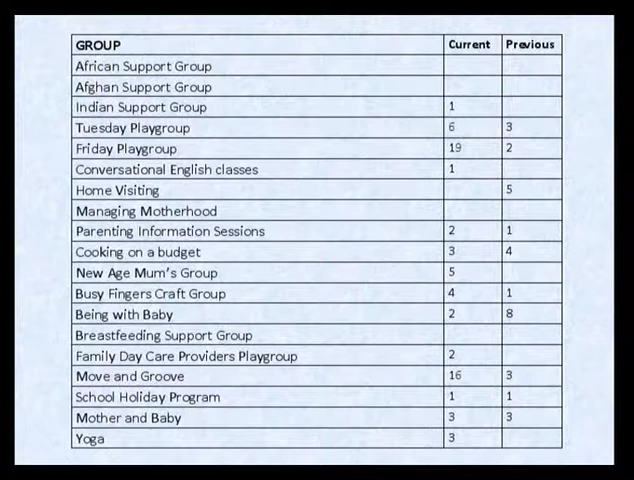 GROUP Current Previous
African Support Group
Afghan Support Group
Indian Support Group 1
Tuesday Playgroup 6 3
Friday Playgroup 19 2
Conversational English classes 1
Home Visiting 5
Managing Motherhood
Parenting Information Sessions 2 1
Cooking on a budget 3 4
New Age Mum's Group 5
Busy Fingers Craft Group 4 1
Being with Baby 2 8
Breastfeeding Support Group
Family Day Care Providers Playgroup 2
Move and Groove 16 3
School Holiday Program 1 1
Mother and Baby 3 3
Yoga 3